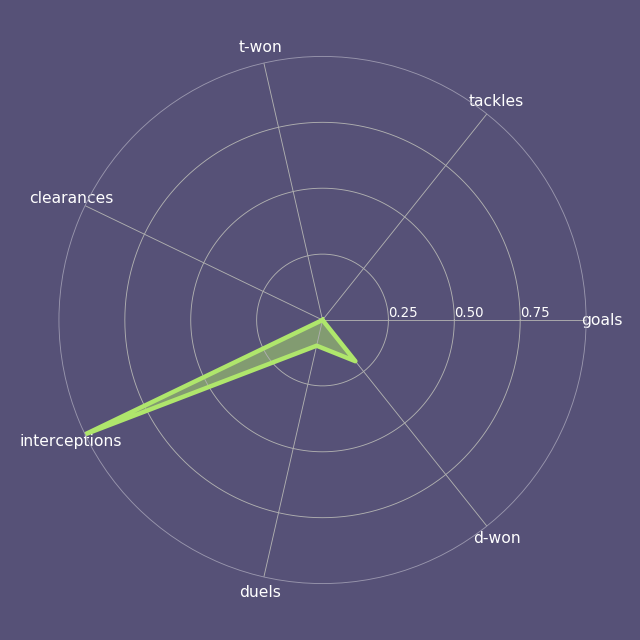 t-won
tackles
clearances
0.25 0.50 0.75 goals
interceptions
d-won
duels